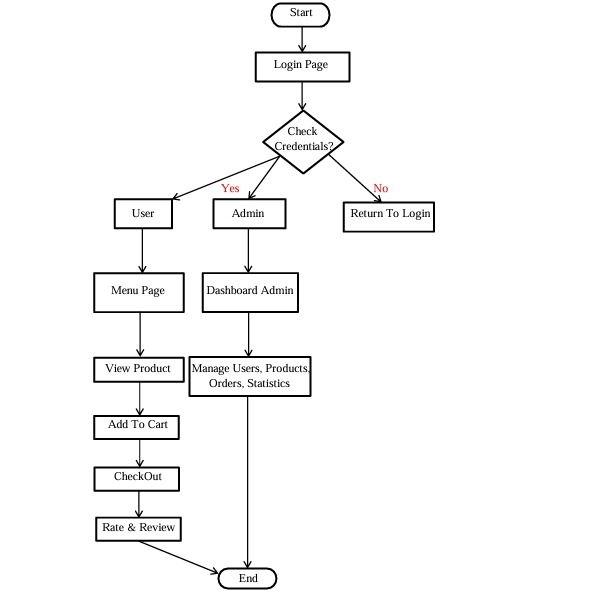 Start
Login Page
Check
Credentials?
Yes
No
User
Admin
Return To Login
Menu Page
Dashboard Admin
View Product
Manage Users, Products,
Orders, Statistics
Add To Cart
CheckOut
Rate & Review
End